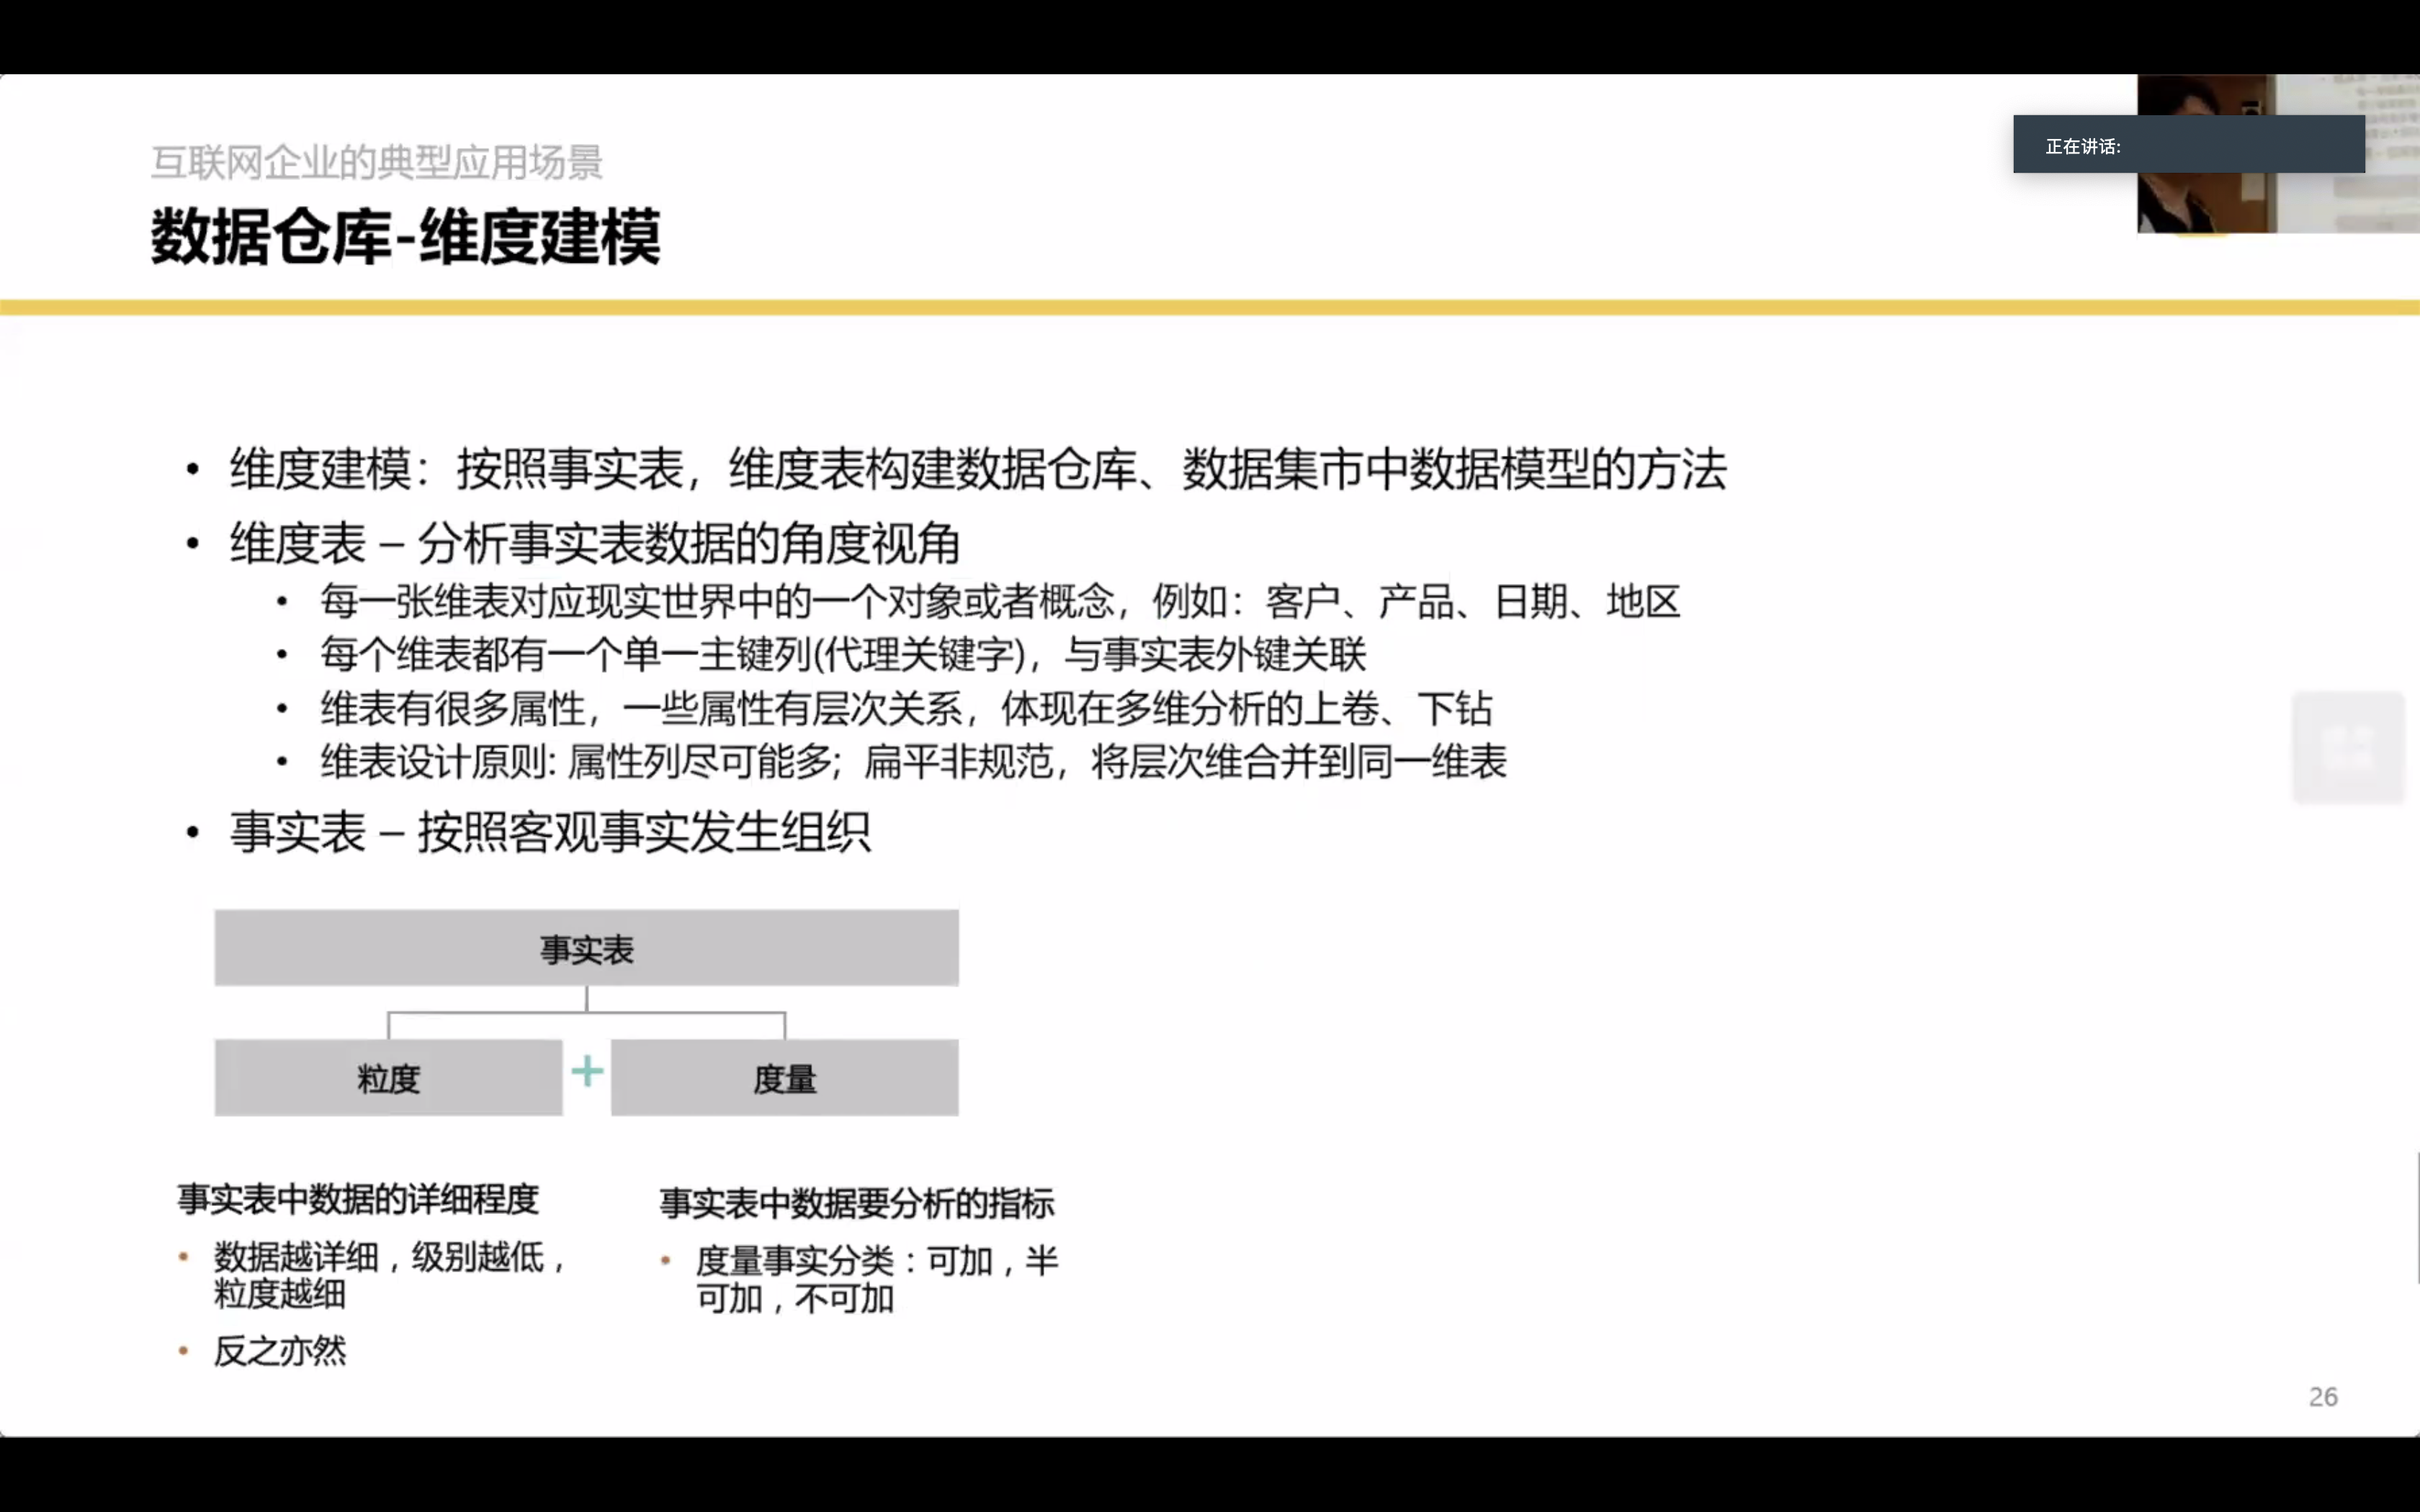 互联网企业的典型应用场景
正在讲话:
数据仓库-维度建模
• 维度建模：按照事实表，维度表构建数据仓库、数据集市中数据模型的方法
• 维度表 – 分析事实表数据的角度视角
• 每一张维表对应现实世界中的一个对象或者概念，例如：客户、产品、日期、地区
• 每个维表都有一个单一主键列(代理关键字)，与事实表外键关联
• 维表有很多属性，一些属性有层次关系，体现在多维分析的上卷、下钻
• 维表设计原则: 属性列尽可能多；扁平非规范，将层次维合并到同一维表
• 事实表 – 按照客观事实发生组织
事实表
粒度
+
度量
事实表中数据的详细程度
• 数据越详细，级别越低，
粒度越细
• 反之亦然
事实表中数据要分析的指标
• 度量事实分类：可加，半
可加，不可加
26